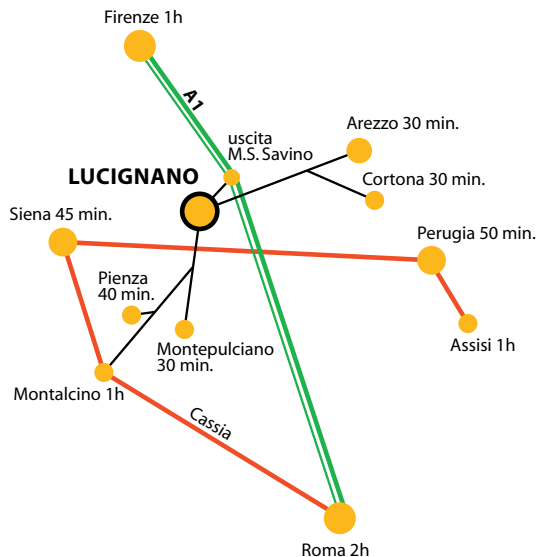 Firenze 1h
A1
uscita
M.S. Savino
Arezzo 30 min.
LUCIGNANO
Cortona 30 min.
Siena 45 min.
Perugia 50 min.
Pienza
40 min.
Montepulciano
30 min.
Assisi 1h
Montalcino 1h
Cassia
Roma 2h